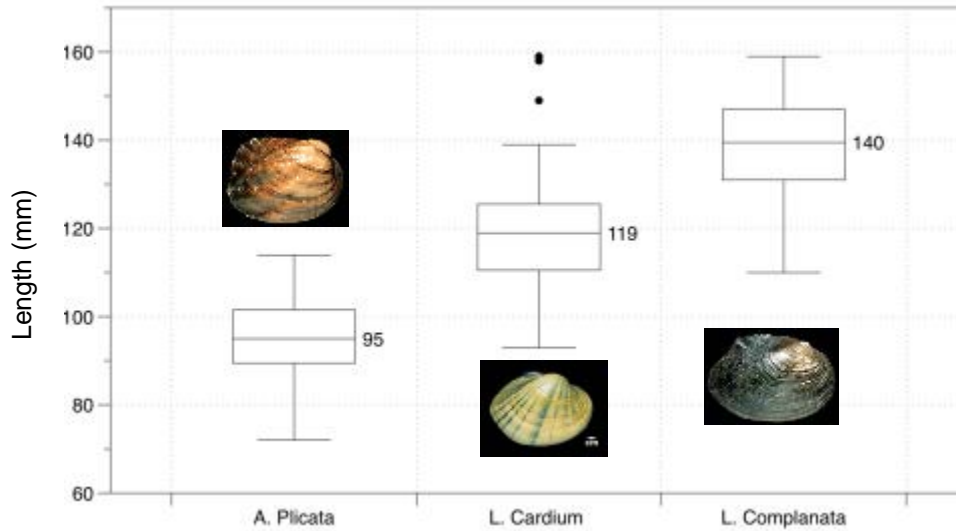 Length (mm)
160
140
120
100
80
60
95
119
140
A. Plicata
L. Cardium
L. Complanata